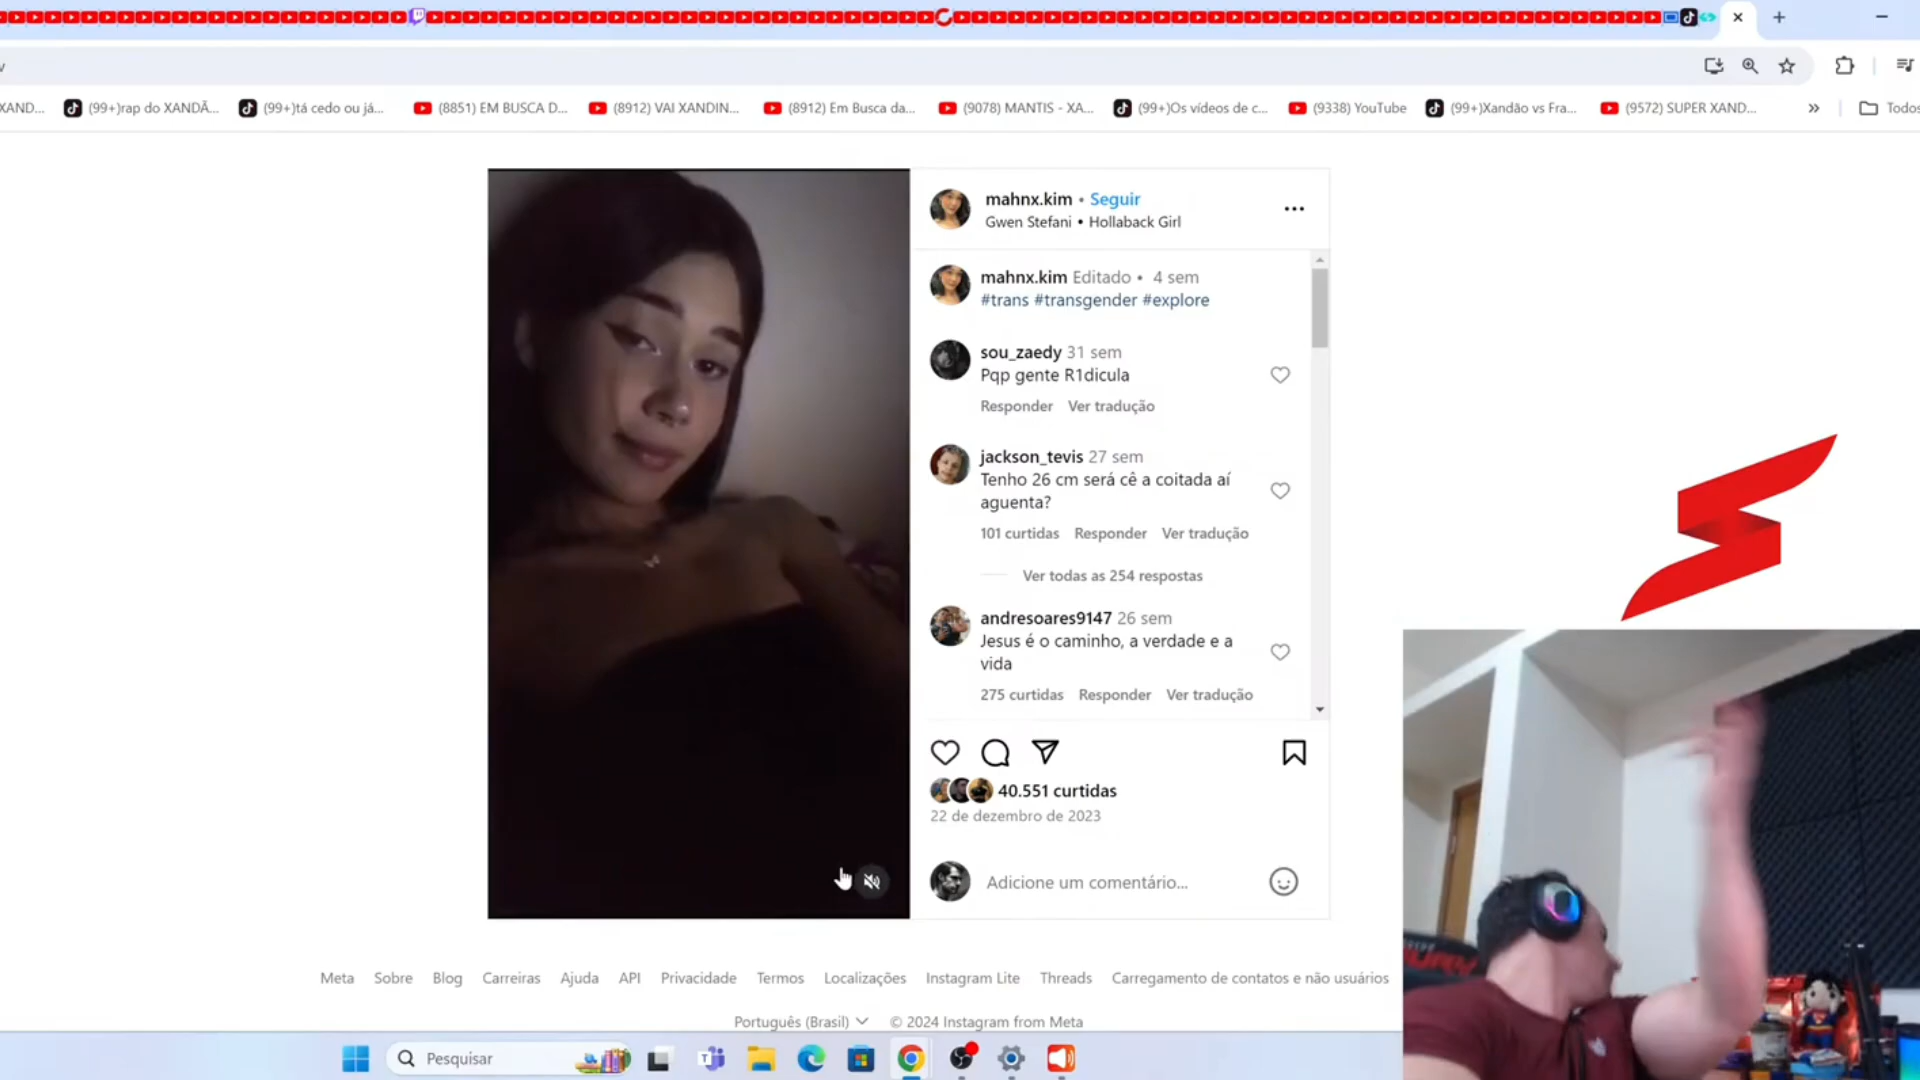 XAND...
(99+)rap do XANDÃ...
(99+)tá cedo ou já...
(8851) EM BUSCA D...
(8912) VAI XANDIN...
(8912) Em Busca da...
(9078) MANTIS - XA...
(99+)Os vídeos de c...
(9338) YouTube
(99+)Xandão vs Fra...
(9572) SUPER XAND...
»
Todos
mahnx.kim • Seguir
Gwen Stefani • Hollaback Girl
mahnx.kim Editado • 4 sem
#trans #transgender #explore
sou_zaedy 31 sem
Pqp gente R1dicula
Responder Ver tradução
jackson_tevis 27 sem
Tenho 26 cm será cê a coitada aí
aguenta?
101 curtidas Responder Ver tradução
Ver todas as 254 respostas
andresoares9147 26 sem
Jesus é o caminho, a verdade e a
vida
275 curtidas Responder Ver tradução
40.551 curtidas
22 de dezembro de 2023
Adicione um comentário...
Meta Sobre Blog Carreiras Ajuda API Privacidade Termos Localizações Instagram Lite Threads Carregamento de contatos e não usuários
Português (Brasil) © 2024 Instagram from Meta
Pesquisar